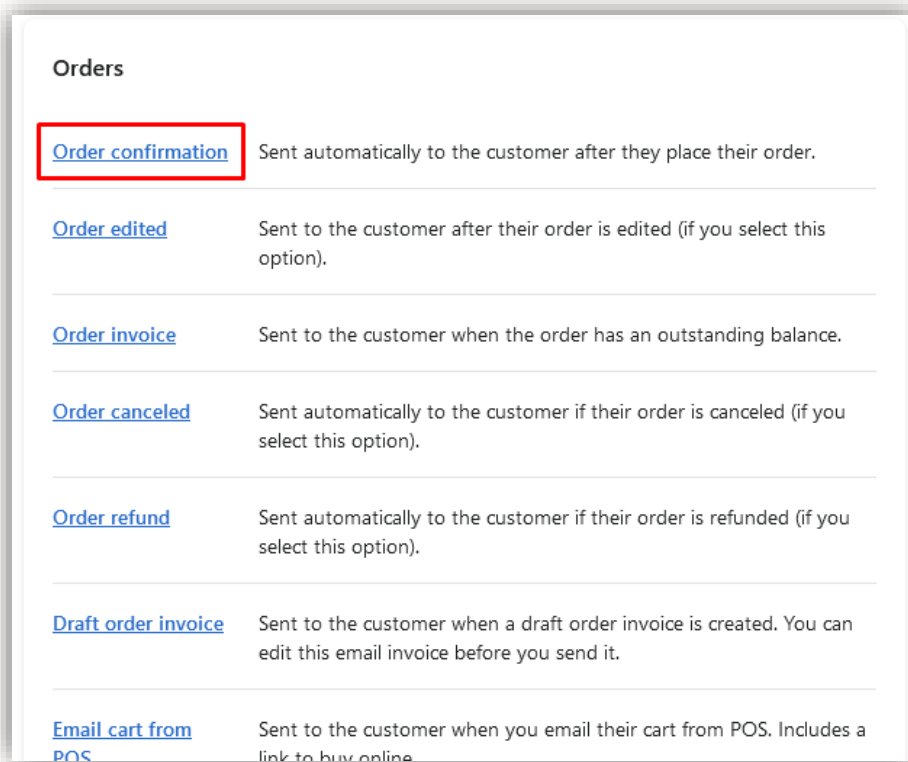 Orders
Order confirmation Sent automatically to the customer after they place their order.
Order edited Sent to the customer after their order is edited (if you select this
option).
Order invoice Sent to the customer when the order has an outstanding balance.
Order canceled Sent automatically to the customer if their order is canceled (if you
select this option).
Order refund Sent automatically to the customer if their order is refunded (if you
select this option).
Draft order invoice Sent to the customer when a draft order invoice is created. You can
edit this email invoice before you send it.
Email cart from Sent to the customer when you email their cart from POS. Includes a
POS link to buy online